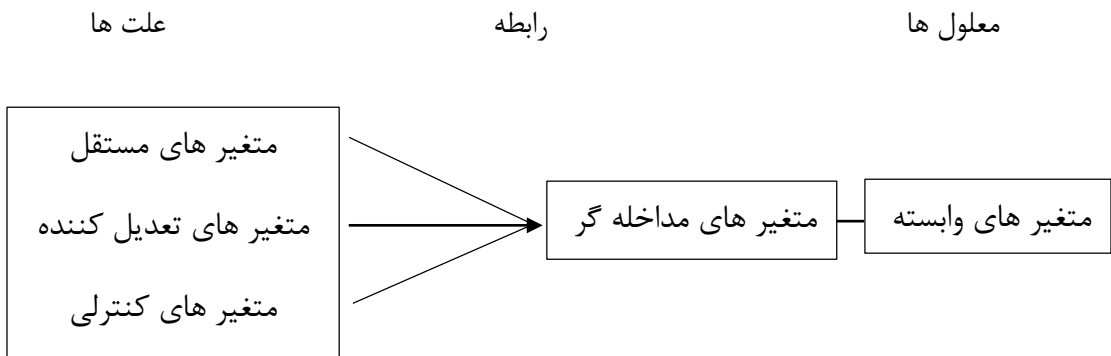 علت ها
رابطه
معلول ها
متغیر های مستقل
متغیر های تعدیل کننده
متغیر های کنترلی
متغیر های مداخله گر
متغیر های وابسته